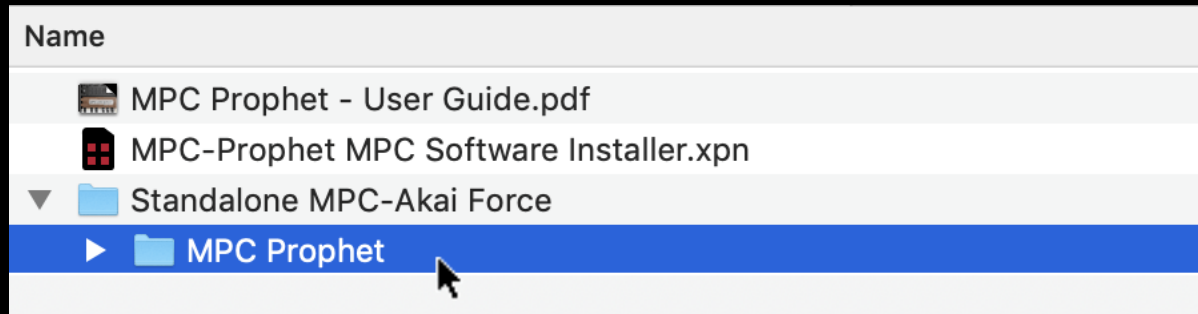 Name
MPC Prophet - User Guide.pdf
MPC-Prophet MPC Software Installer.xpn
Standalone MPC-Akai Force
MPC Prophet